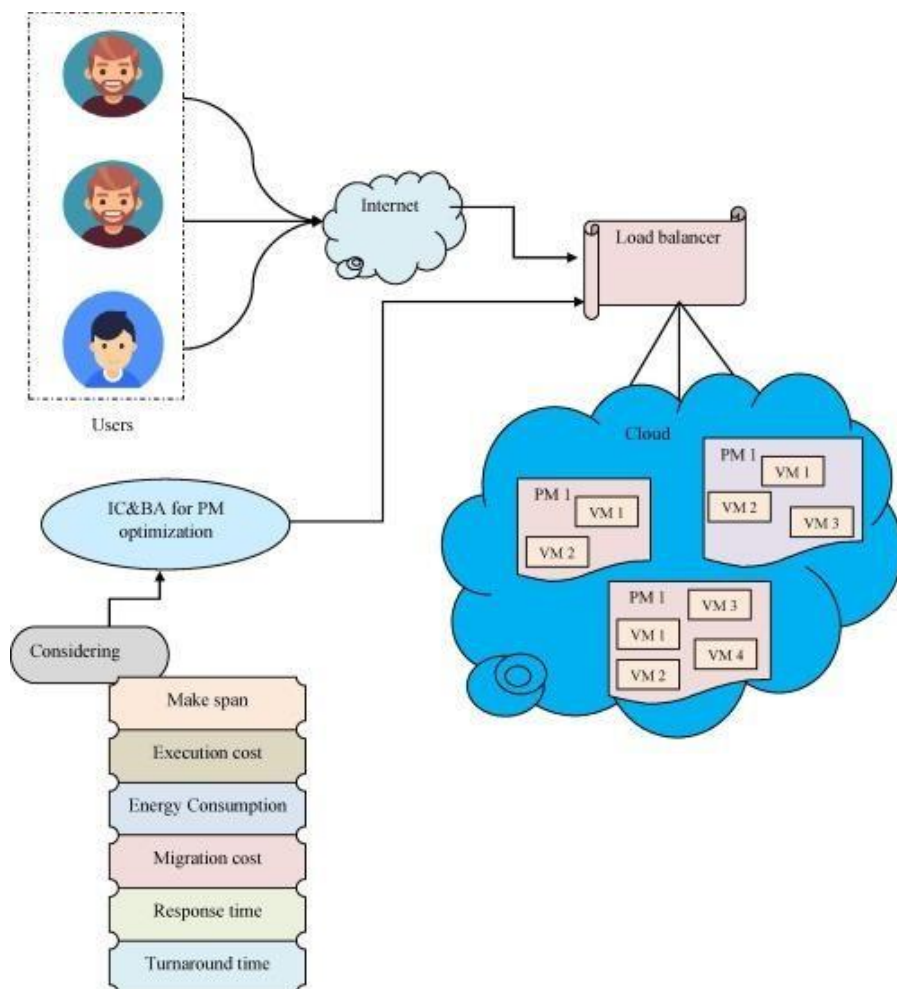 Internet
Load balancer
Users
Cloud
PM 1
VM 1
VM 2
PM 1
VM 1
VM 2
VM 3
PM 1
VM 3
VM 1
VM 4
VM 2
IC&BA for PM
optimization
Considering
Make span
Execution cost
Energy Consumption
Migration cost
Response time
Turnaround time